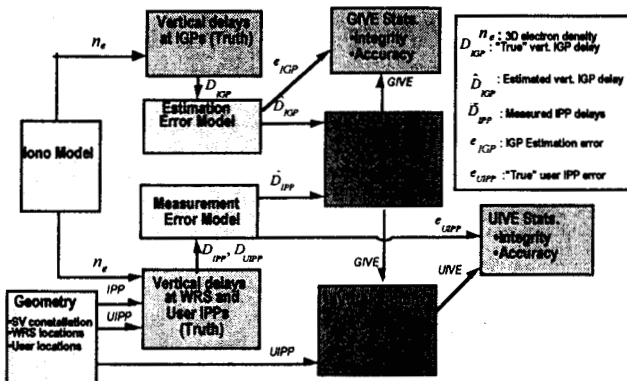 n_e
Vertical delays
at IGPs (Truth)
GIVE Stats.
•Integrity
•Accuracy
D_IGP
e_IGP
GIVE
Iono Model
Estimation
Error Model
D̂_IGP
Measurement
Error Model
D̃_IPP
D_IPP, D_UIPP
e_UIPP
UIVE Stats.
•Integrity
•Accuracy
n_e
IPP
UIPP
Vertical delays
at WRS and
User IPPs
(Truth)
GIVE
UIVE
Geometry
•SV constellation
•WRS locations
•User locations
UIPP
n_e : 3D electron density
D_IGP : "True" vert. IGP delay
D̂_IGP : Estimated vert. IGP delay
D̃_IPP : Measured IPP delays
e_IGP : IGP Estimation error
e_UIPP : "True" user IPP error